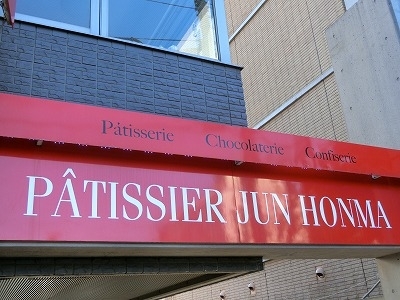 Pâtisserie Chocolaterie Confiserie
PÂTISSIER JUN HONMA